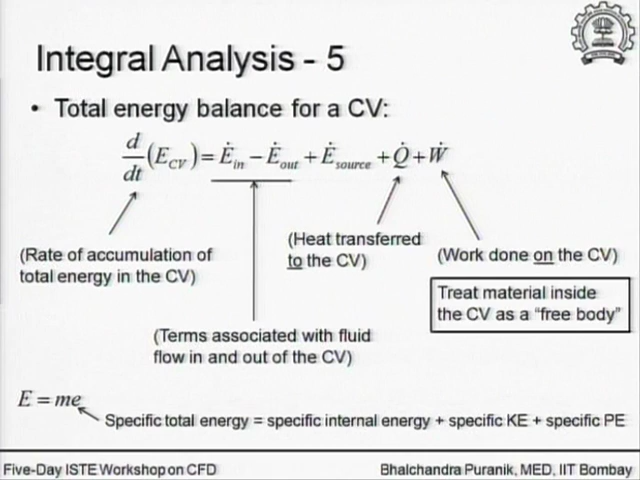 Integral Analysis - 5
• Total energy balance for a CV:
d/dt (E_CV) = Ė_in − Ė_out + Ė_source + Q̇ + Ẇ
(Rate of accumulation of
total energy in the CV)
(Heat transferred
to the CV)
(Work done on the CV)
Treat material inside
the CV as a “free body”
(Terms associated with fluid
flow in and out of the CV)
E = me
Specific total energy = specific internal energy + specific KE + specific PE
Five-Day ISTE Workshop on CFD
Bhalchandra Puranik, MED, IIT Bombay